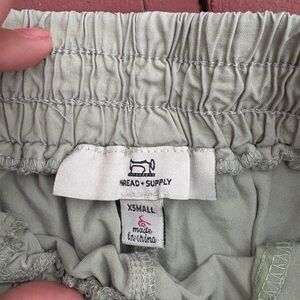 THREAD+SUPPLY
XSMALL
made
in china